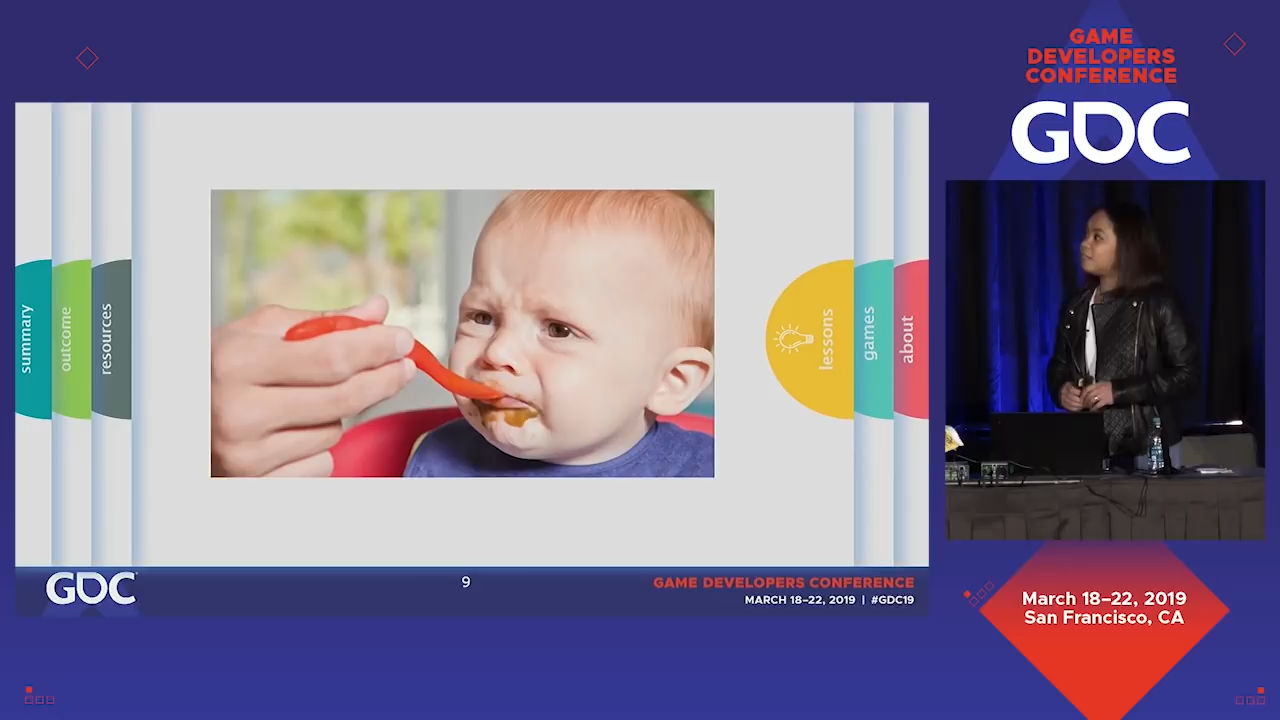 GAME
DEVELOPERS
CONFERENCE
GDC
summary
outcome
resources
lessons
games
about
GDC
9
GAME DEVELOPERS CONFERENCE
MARCH 18–22, 2019 | #GDC19
March 18–22, 2019
San Francisco, CA